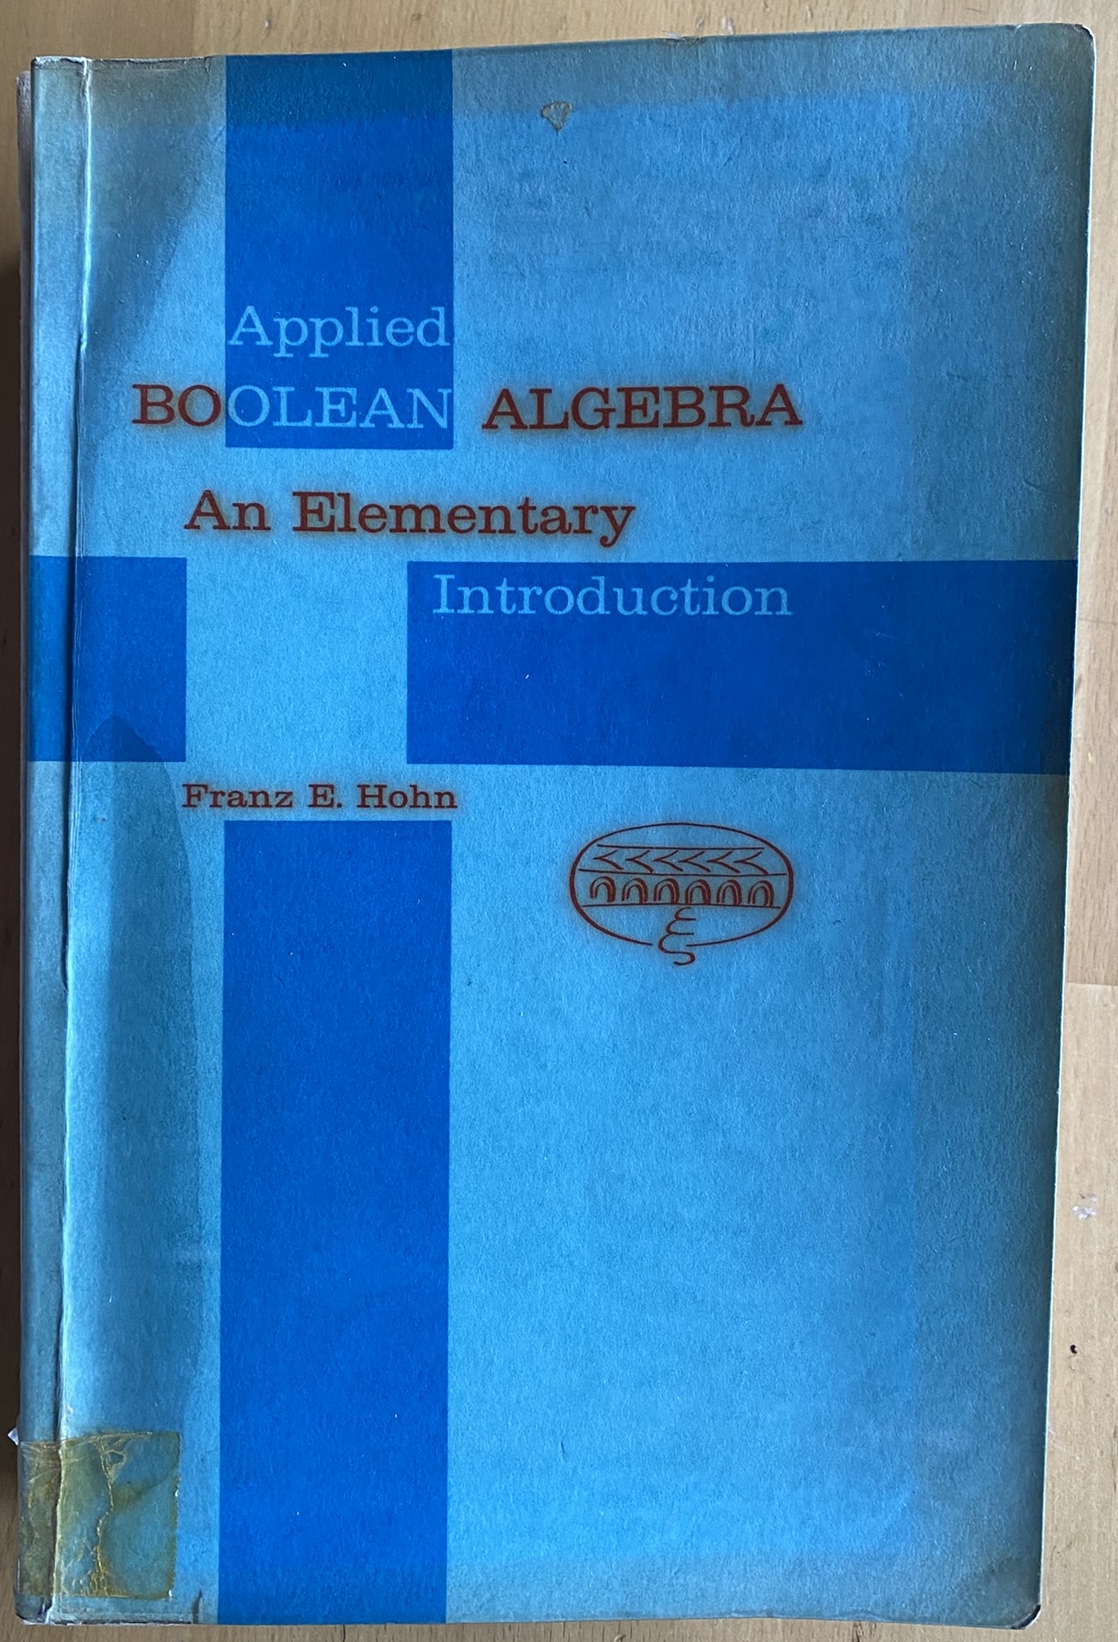 Applied
BOOLEAN ALGEBRA
An Elementary
Introduction
Franz E. Hohn